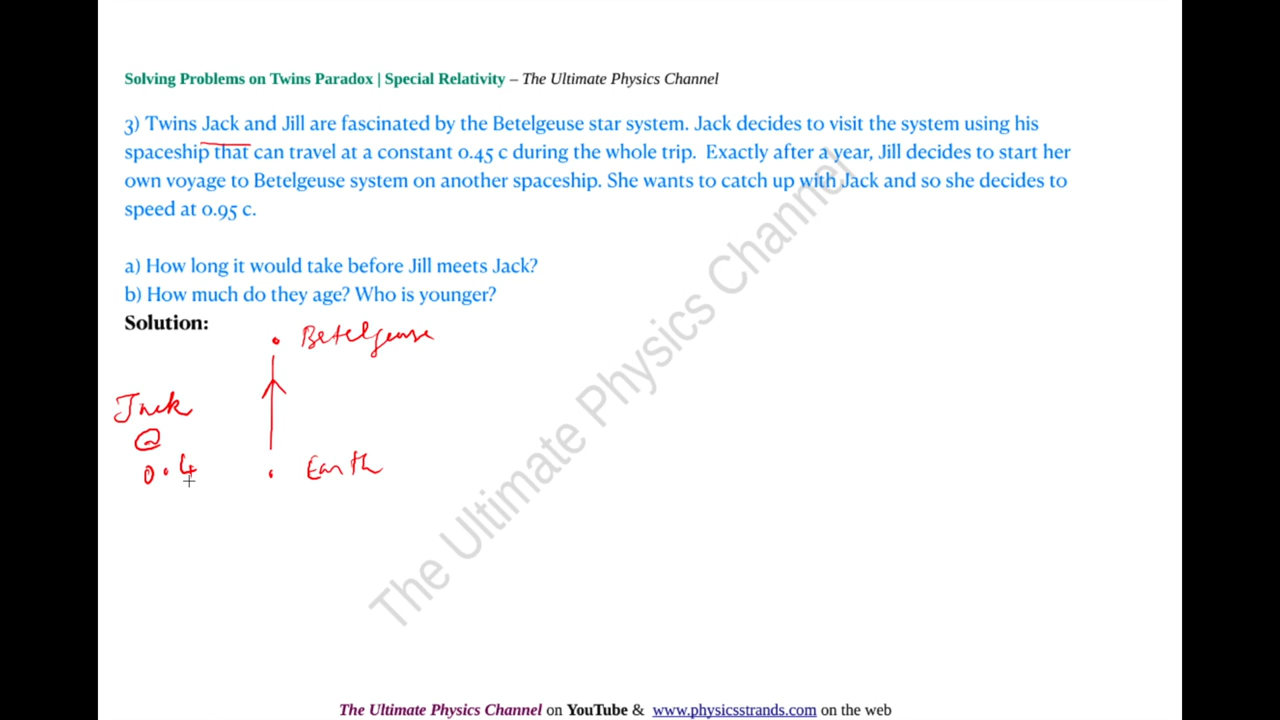 Solving Problems on Twins Paradox | Special Relativity – The Ultimate Physics Channel
3) Twins Jack and Jill are fascinated by the Betelgeuse star system. Jack decides to visit the system using his
spaceship that can travel at a constant 0.45 c during the whole trip. Exactly after a year, Jill decides to start her
own voyage to Betelgeuse system on another spaceship. She wants to catch up with Jack and so she decides to
speed at 0.95 c.
a) How long it would take before Jill meets Jack?
b) How much do they age? Who is younger?
Solution:
Betelgeuse
Jack
@
0.4
Earth
The Ultimate Physics Channel
The Ultimate Physics Channel on YouTube & www.physicsstrands.com on the web